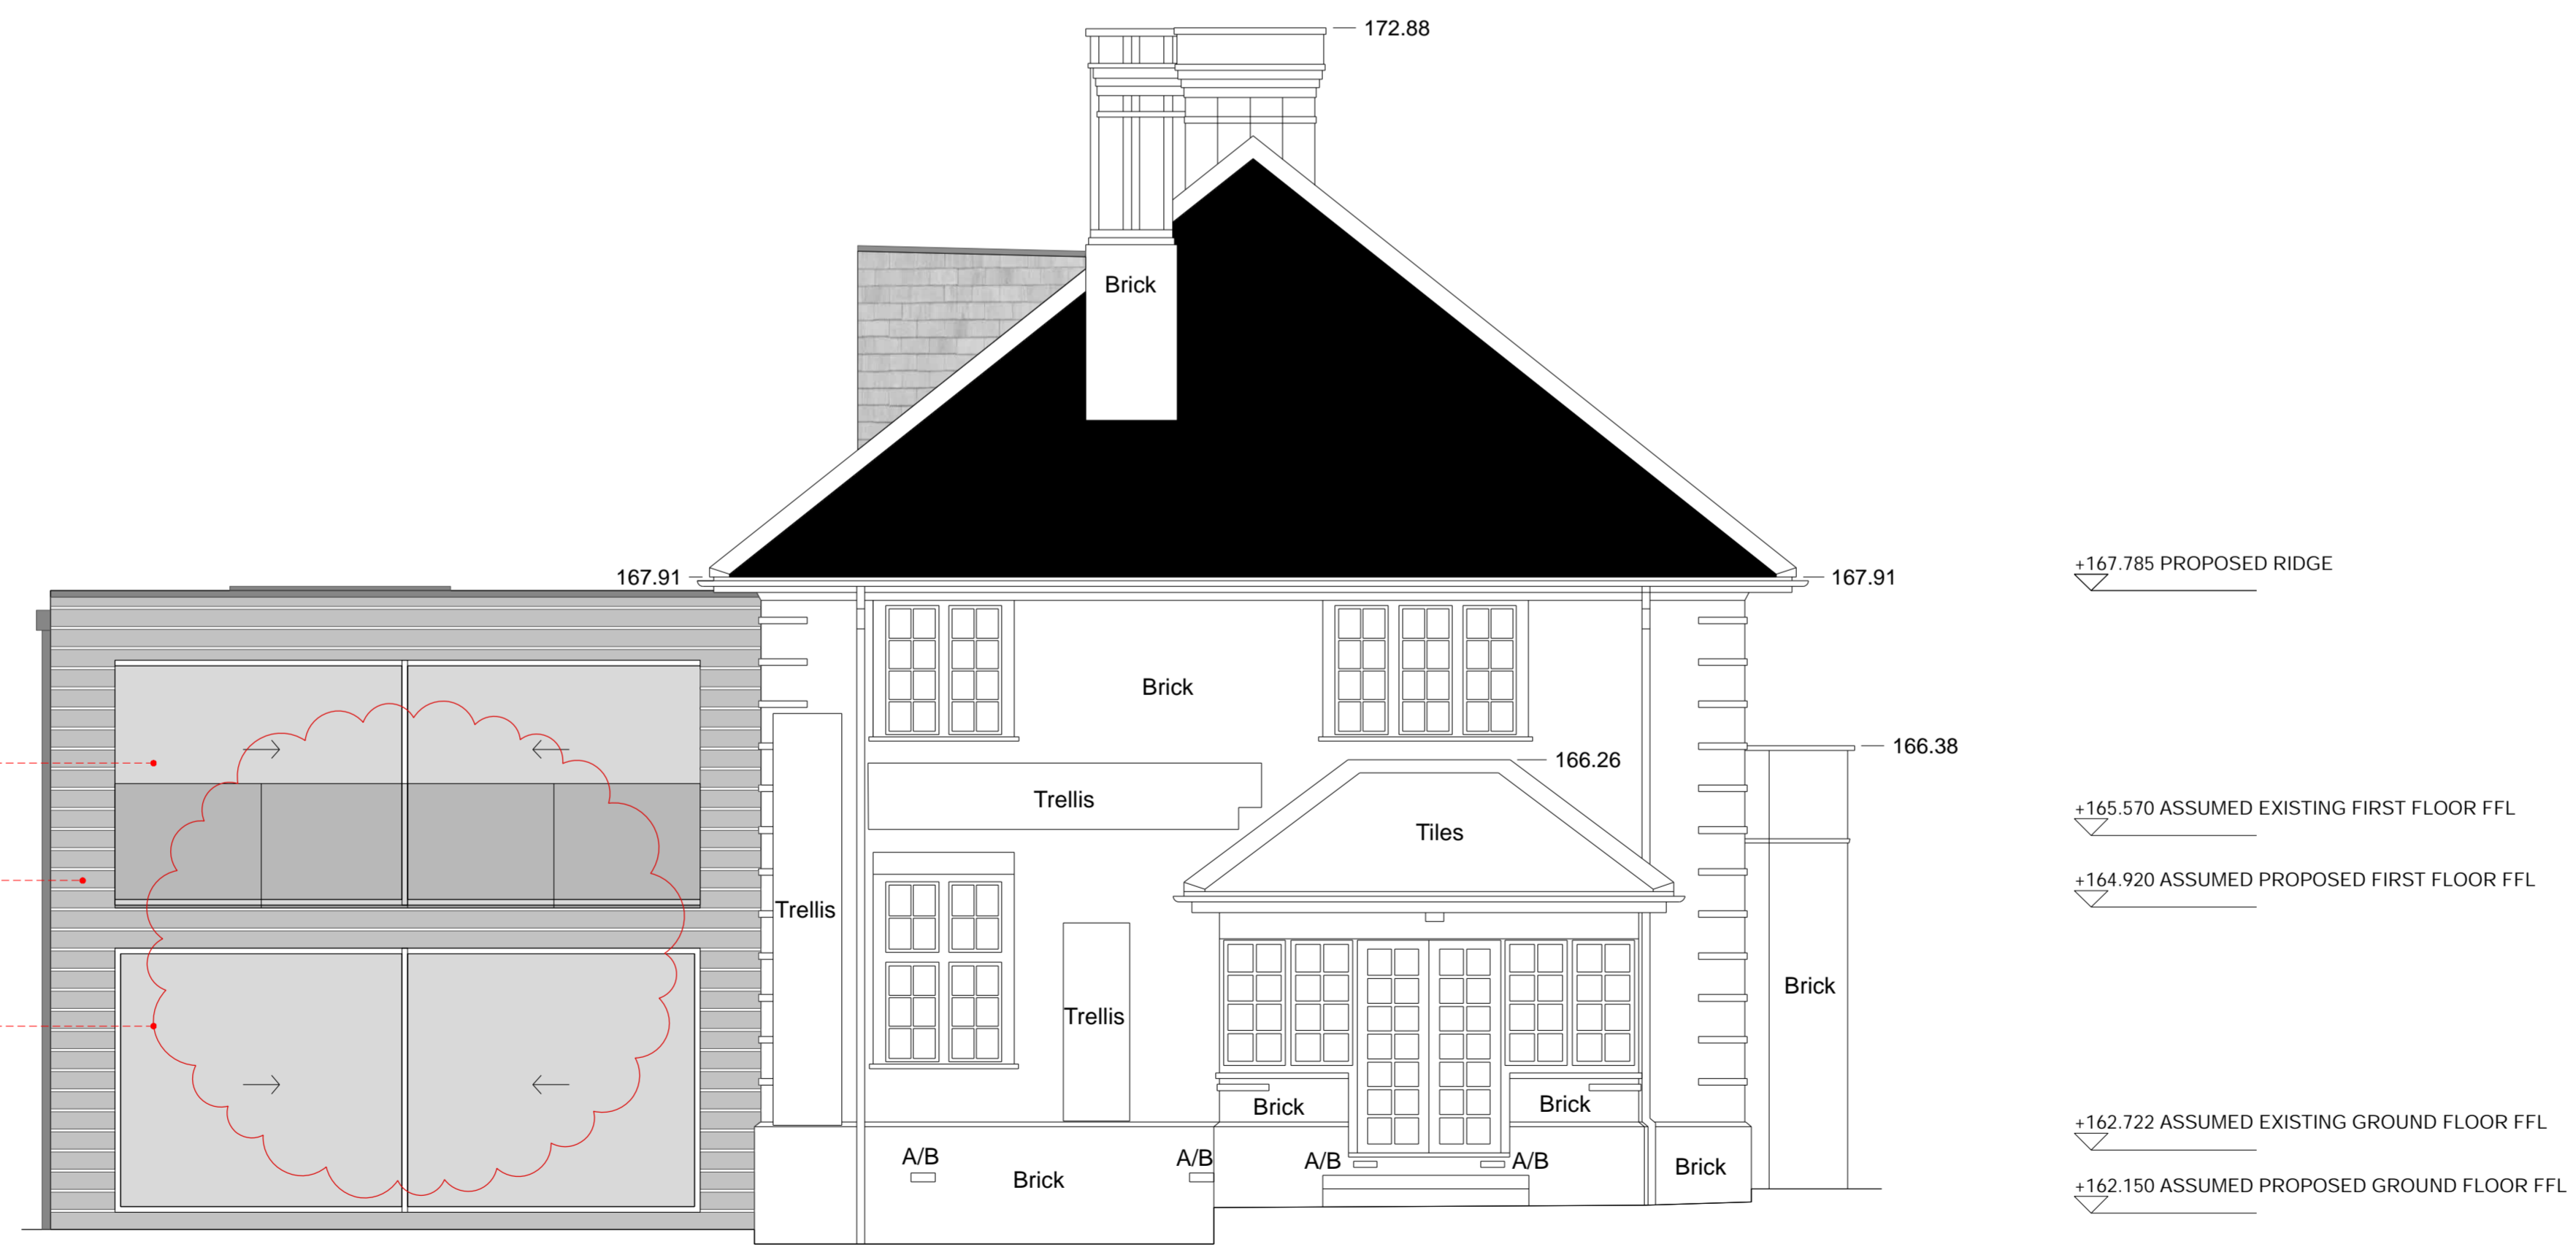 172.88
Brick
+167.785 PROPOSED RIDGE
167.91
167.91
Brick
166.38
166.26
Trellis
+165.570 ASSUMED EXISTING FIRST FLOOR FFL
Tiles
+164.920 ASSUMED PROPOSED FIRST FLOOR FFL
Trellis
Brick
Trellis
Brick
Brick
+162.722 ASSUMED EXISTING GROUND FLOOR FFL
A/B
A/B
A/B
A/B
Brick
Brick
+162.150 ASSUMED PROPOSED GROUND FLOOR FFL